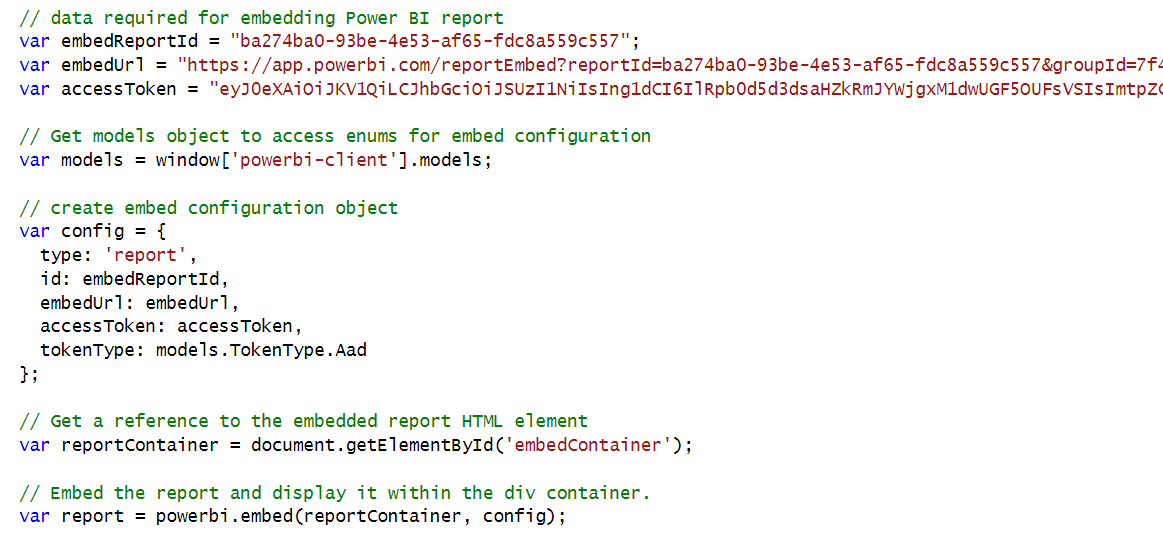 // data required for embedding Power BI report
var embedReportId = "ba274ba0-93be-4e53-af65-fdc8a559c557";
var embedUrl = "https://app.powerbi.com/reportEmbed?reportId=ba274ba0-93be-4e53-af65-fdc8a559c557&groupId=7f4
var accessToken = "eyJ0eXAiOiJKV1QiLCJhbGciOiJSUzI1NiIsIng1dCI6IlRpb0d5d3dsaHZkRmJYWjgxM1dwUGF5OUFsVSIsImtpZC
// Get models object to access enums for embed configuration
var models = window['powerbi-client'].models;
// create embed configuration object
var config = {
type: 'report',
id: embedReportId,
embedUrl: embedUrl,
accessToken: accessToken,
tokenType: models.TokenType.Aad
};
// Get a reference to the embedded report HTML element
var reportContainer = document.getElementById('embedContainer');
// Embed the report and display it within the div container.
var report = powerbi.embed(reportContainer, config);